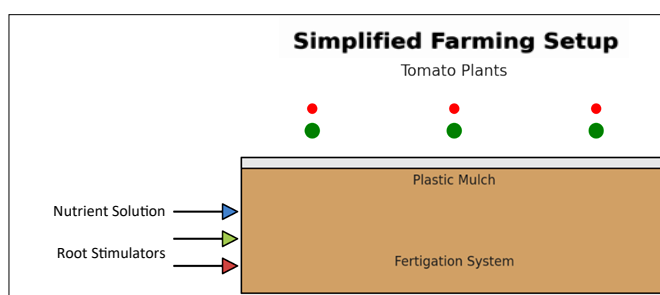 Simplified Farming Setup
Tomato Plants
Plastic Mulch
Nutrient Solution
Root Stimulators
Fertigation System